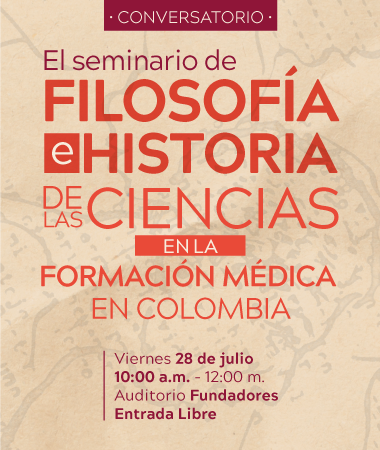 · CONVERSATORIO ·
El seminario de
FILOSOFÍA
e HISTORIA
DE LAS CIENCIAS
EN LA
FORMACIÓN MÉDICA
EN COLOMBIA
Viernes 28 de julio
10:00 a.m. - 12:00 m.
Auditorio Fundadores
Entrada Libre